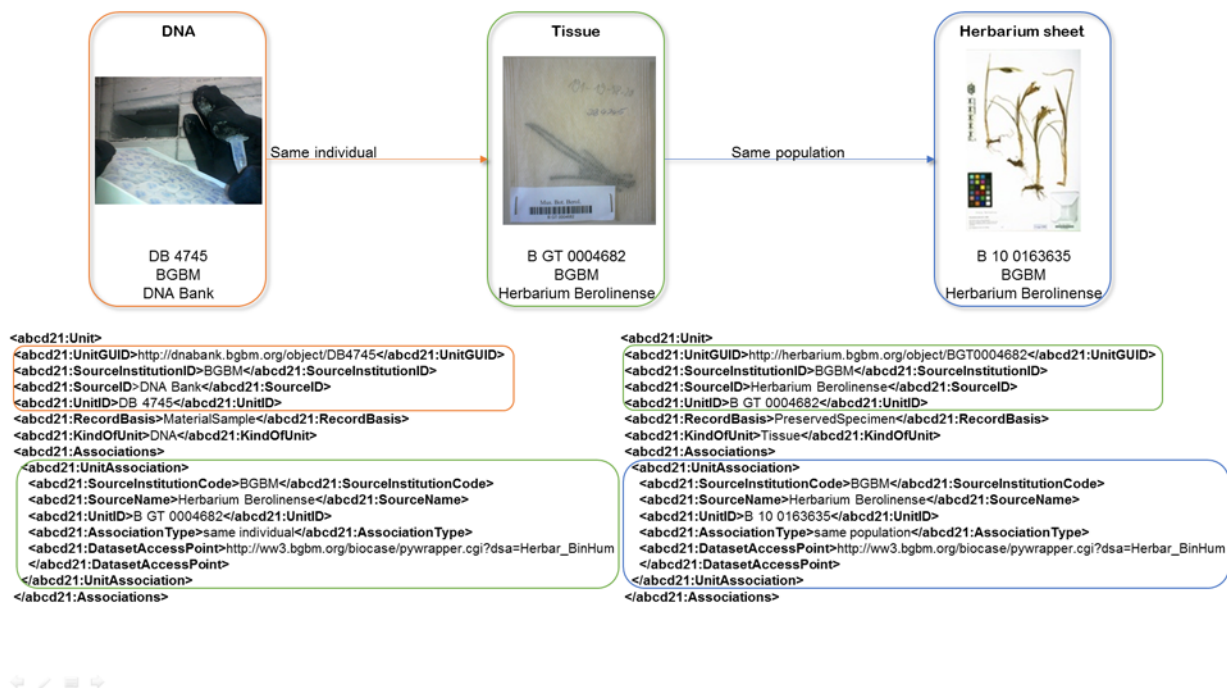 DNA
Tissue
Herbarium sheet
Same individual
Same population
DB 4745
BGBM
DNA Bank
B GT 0004682
BGBM
Herbarium Berolinense
B 10 0163635
BGBM
Herbarium Berolinense
<abcd21:Unit>
<abcd21:UnitGUID>http://dnabank.bgbm.org/object/DB4745</abcd21:UnitGUID>
<abcd21:SourceInstitutionID>BGBM</abcd21:SourceInstitutionID>
<abcd21:SourceID>DNA Bank</abcd21:SourceID>
<abcd21:UnitID>DB 4745</abcd21:UnitID>
<abcd21:RecordBasis>MaterialSample</abcd21:RecordBasis>
<abcd21:KindOfUnit>DNA</abcd21:KindOfUnit>
<abcd21:Associations>
<abcd21:UnitAssociation>
<abcd21:SourceInstitutionCode>BGBM</abcd21:SourceInstitutionCode>
<abcd21:SourceName>Herbarium Berolinense</abcd21:SourceName>
<abcd21:UnitID>B GT 0004682</abcd21:UnitID>
<abcd21:AssociationType>same individual</abcd21:AssociationType>
<abcd21:DatasetAccessPoint>http://ww3.bgbm.org/biocase/pywrapper.cgi?dsa=Herbar_BinHum
</abcd21:DatasetAccessPoint>
</abcd21:UnitAssociation>
</abcd21:Associations>
<abcd21:Unit>
<abcd21:UnitGUID>http://herbarium.bgbm.org/object/BGT0004682</abcd21:UnitGUID>
<abcd21:SourceInstitutionID>BGBM</abcd21:SourceInstitutionID>
<abcd21:SourceID>Herbarium Berolinense</abcd21:SourceID>
<abcd21:UnitID>B GT 0004682</abcd21:UnitID>
<abcd21:RecordBasis>PreservedSpecimen</abcd21:RecordBasis>
<abcd21:KindOfUnit>Tissue</abcd21:KindOfUnit>
<abcd21:Associations>
<abcd21:UnitAssociation>
<abcd21:SourceInstitutionCode>BGBM</abcd21:SourceInstitutionCode>
<abcd21:SourceName>Herbarium Berolinense</abcd21:SourceName>
<abcd21:UnitID>B 10 0163635</abcd21:UnitID>
<abcd21:AssociationType>same population</abcd21:AssociationType>
<abcd21:DatasetAccessPoint>http://ww3.bgbm.org/biocase/pywrapper.cgi?dsa=Herbar_BinHum
</abcd21:DatasetAccessPoint>
</abcd21:UnitAssociation>
</abcd21:Associations>